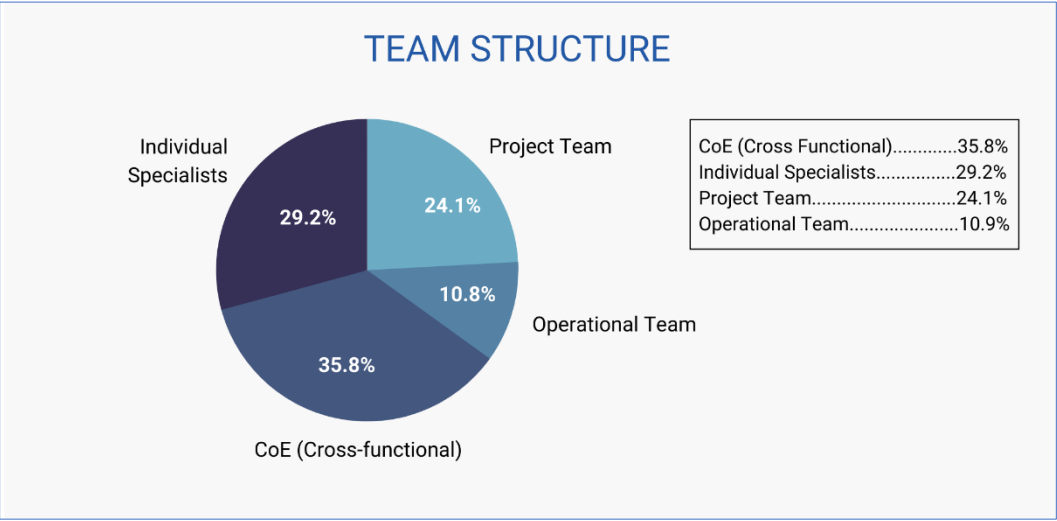 TEAM STRUCTURE
Individual
Specialists
Project Team
29.2%
24.1%
10.8%
35.8%
Operational Team
CoE (Cross-functional)
CoE (Cross Functional).............35.8%
Individual Specialists................29.2%
Project Team.............................24.1%
Operational Team......................10.9%